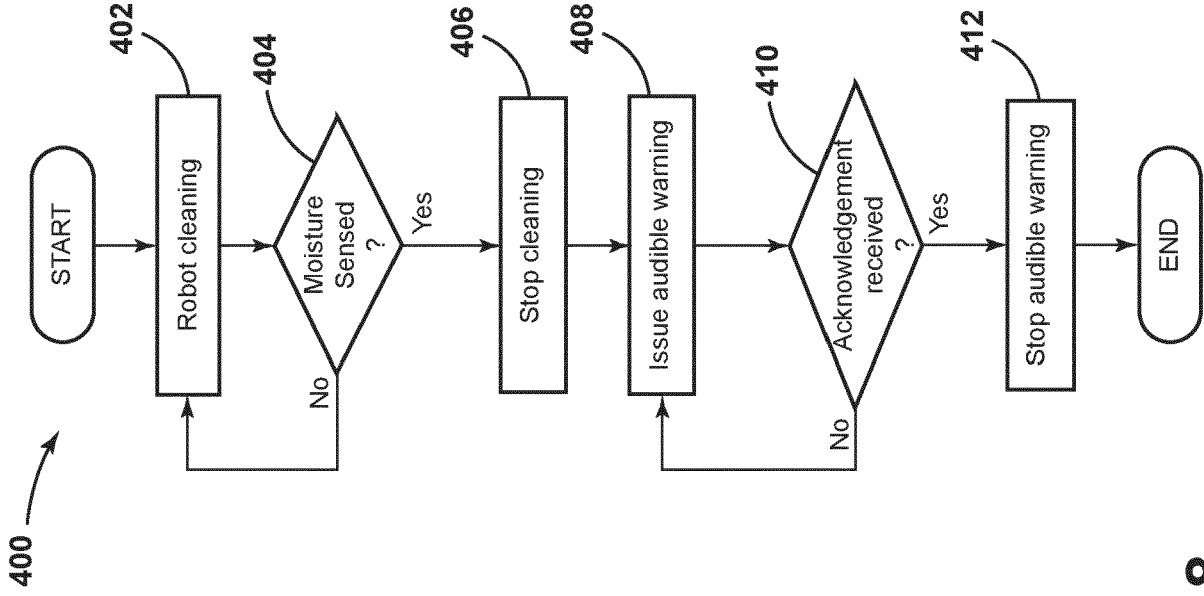 400
START
402
Robot cleaning
404
Moisture
Sensed
?
No
Yes
406
Stop cleaning
408
Issue audible warning
410
Acknowledgement
received
?
No
Yes
412
Stop audible warning
END